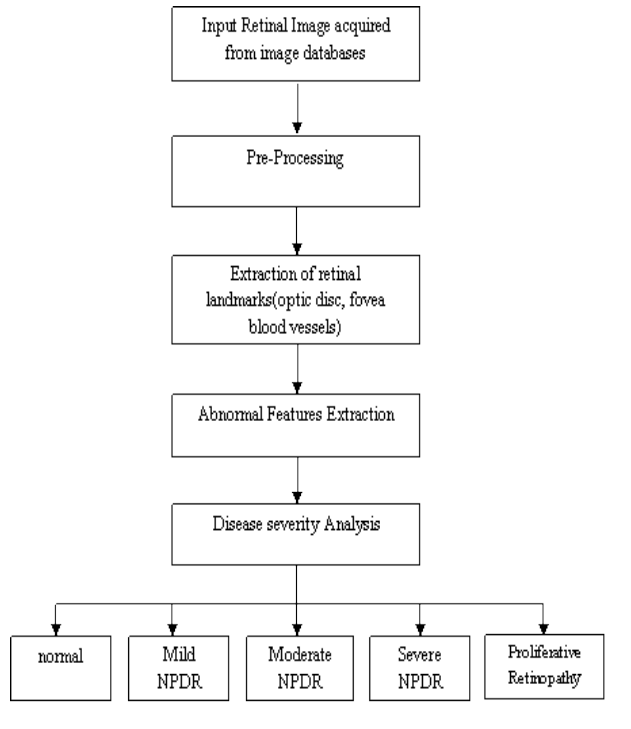 Input Retinal Image acquired
from image databases
Pre-Processing
Extraction of retinal
landmarks(optic disc, fovea
blood vessels)
Abnormal Features Extraction
Disease severity Analysis
normal
Mild
NPDR
Moderate
NPDR
Severe
NPDR
Proliferative
Retinopathy